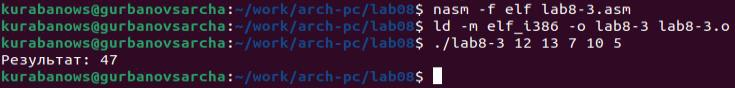 kurabanows@gurbanovsarcha:~/work/arch-pc/lab08$ nasm -f elf lab8-3.asm
kurabanows@gurbanovsarcha:~/work/arch-pc/lab08$ ld -m elf_i386 -o lab8-3 lab8-3.o
kurabanows@gurbanovsarcha:~/work/arch-pc/lab08$ ./lab8-3 12 13 7 10 5
Результат: 47
kurabanows@gurbanovsarcha:~/work/arch-pc/lab08$